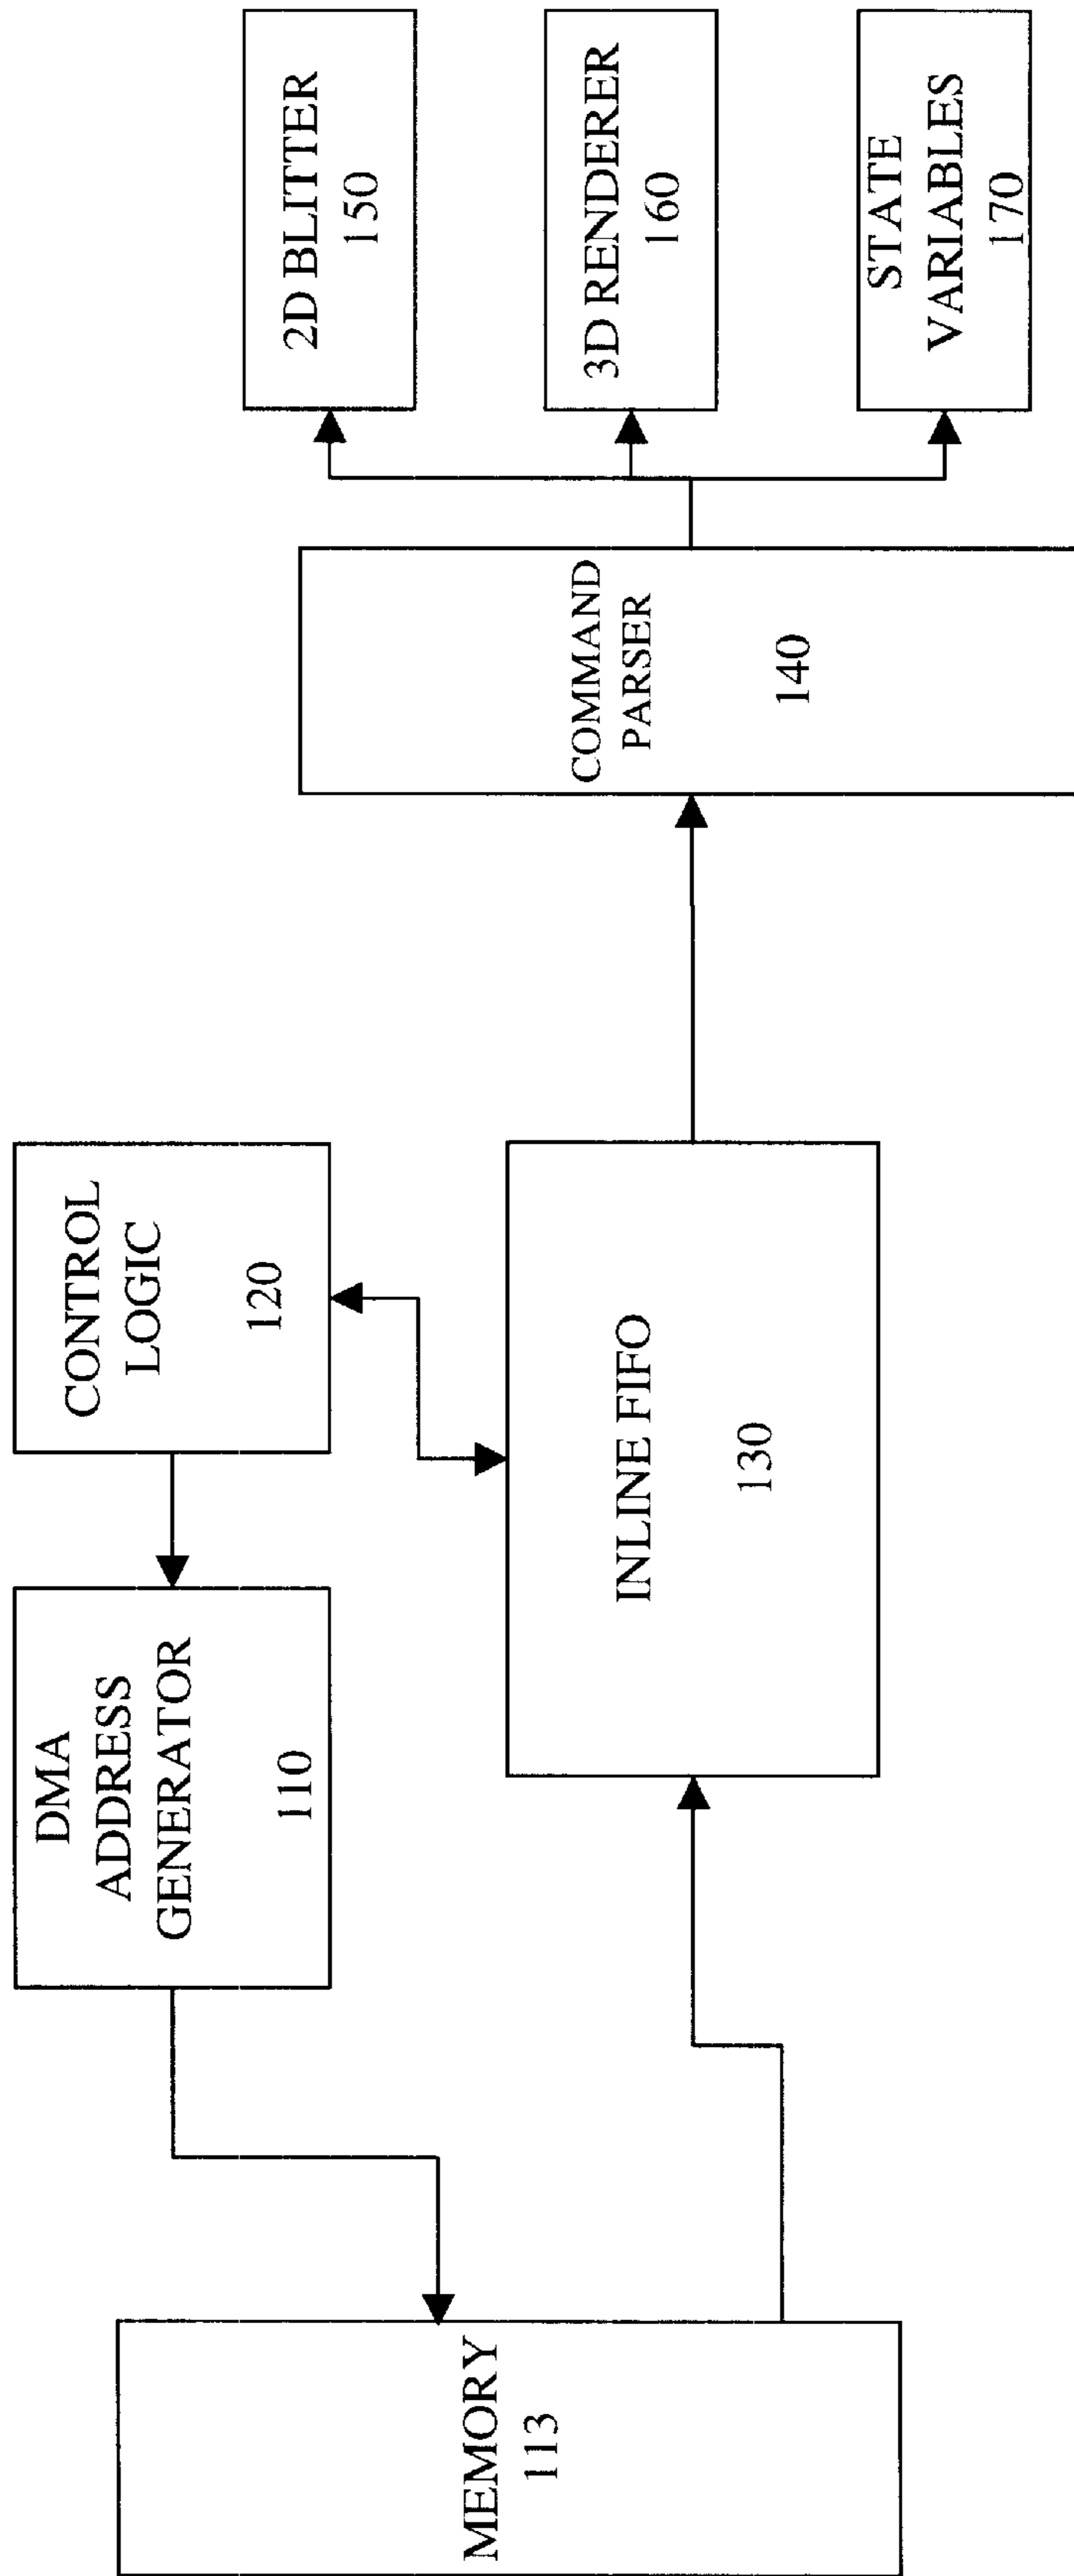 DMA
ADDRESS
GENERATOR
110
CONTROL
LOGIC
120
MEMORY
113
INLINE FIFO
130
COMMAND
PARSER
140
2D BLITTER
150
3D RENDERER
160
STATE
VARIABLES
170